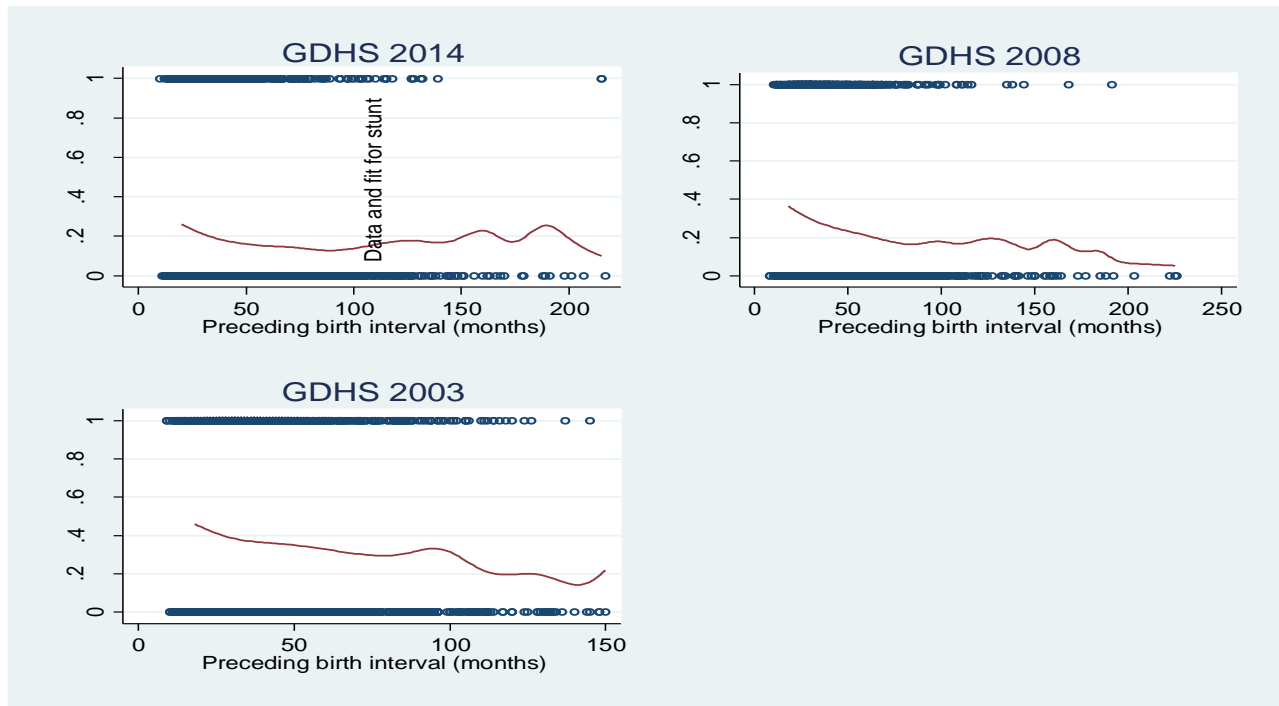 GDHS 2014
1
.8
.6
.4
.2
0
Data and fit for stunt
0 50 100 150 200
Preceding birth interval (months)
GDHS 2008
1
.8
.6
.4
.2
0
0 50 100 150 200 250
Preceding birth interval (months)
GDHS 2003
1
.8
.6
.4
.2
0
0 50 100 150
Preceding birth interval (months)